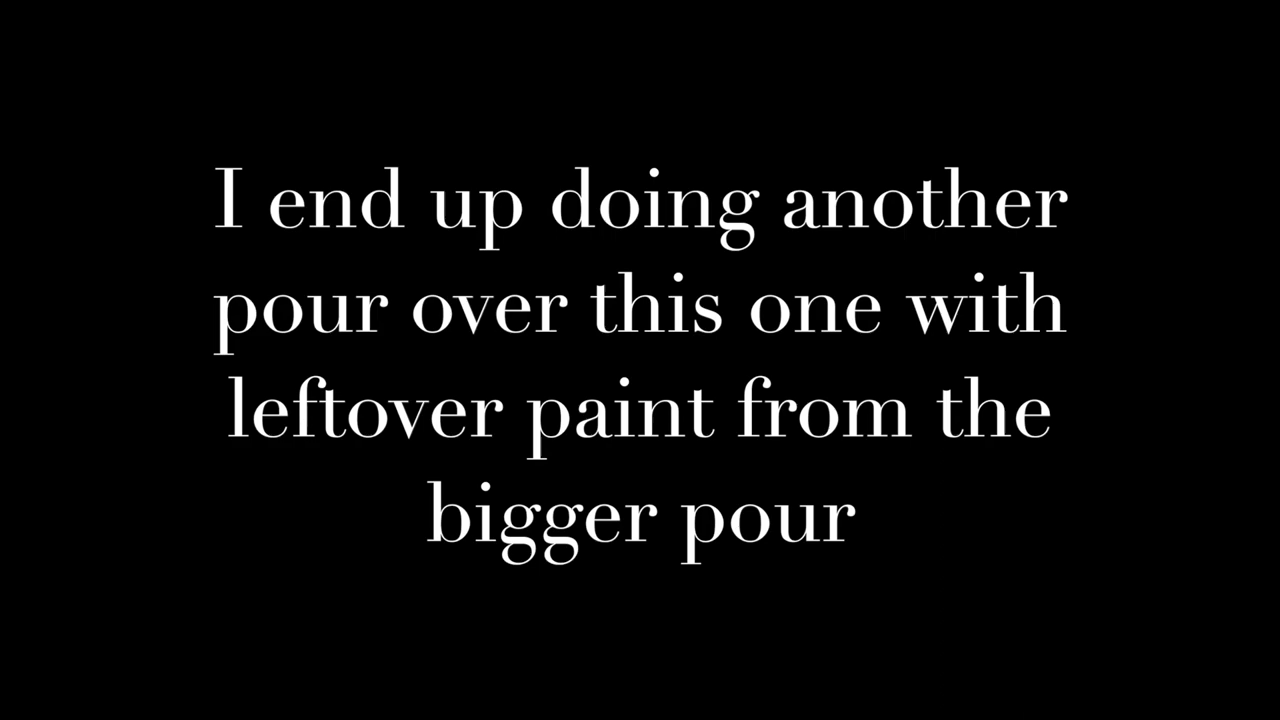 I end up doing another
pour over this one with
leftover paint from the
bigger pour